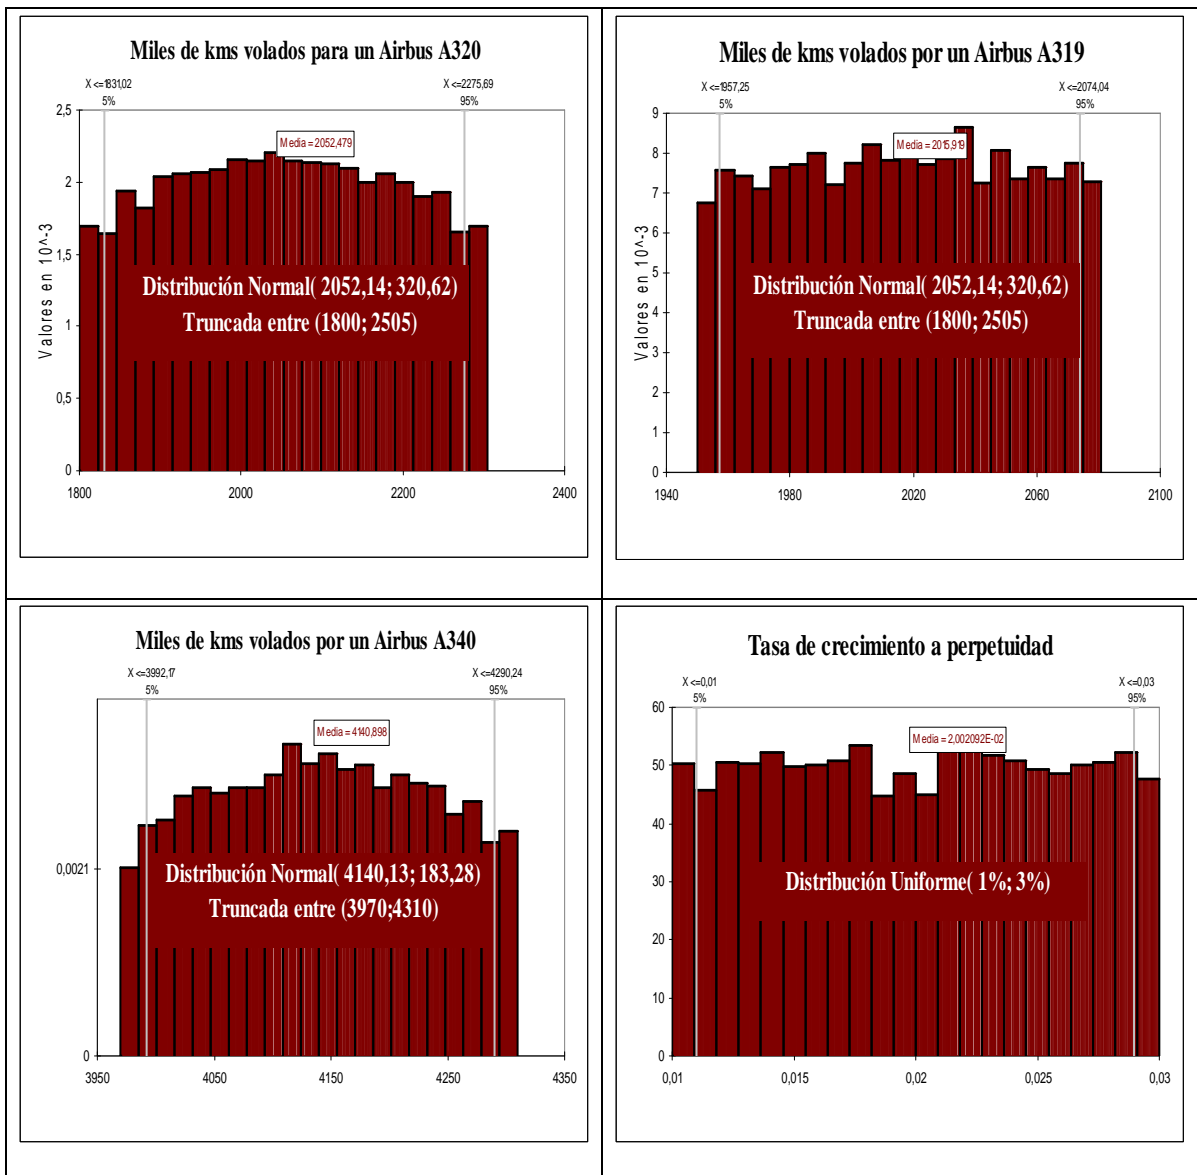 Miles de kms volados para un Airbus A320
X <=1831,02
5%
X <=2275,69
95%
2,5
2
1,5
1
0,5
0
Valores en 10^-3
Media = 2052,479
Distribución Normal( 2052,14; 320,62)
Truncada entre (1800; 2505)
1800
2000
2200
2400
Miles de kms volados por un Airbus A319
X <=1957,25
5%
X <=2074,04
95%
9
8
7
6
5
4
3
2
1
0
Valores en 10^-3
Media = 2015,919
Distribución Normal( 2052,14; 320,62)
Truncada entre (1800; 2505)
1940
1980
2020
2060
2100
Miles de kms volados por un Airbus A340
X <=3992,17
5%
X <=4290,24
95%
Media = 4140,898
0,0021
0
Distribución Normal( 4140,13; 183,28)
Truncada entre (3970;4310)
3950
4050
4150
4250
4350
Tasa de crecimiento a perpetuidad
X <=0,01
5%
X <=0,03
95%
60
50
40
30
20
10
0
Media = 2,002092E-02
Distribución Uniforme( 1%; 3%)
0,01
0,015
0,02
0,025
0,03